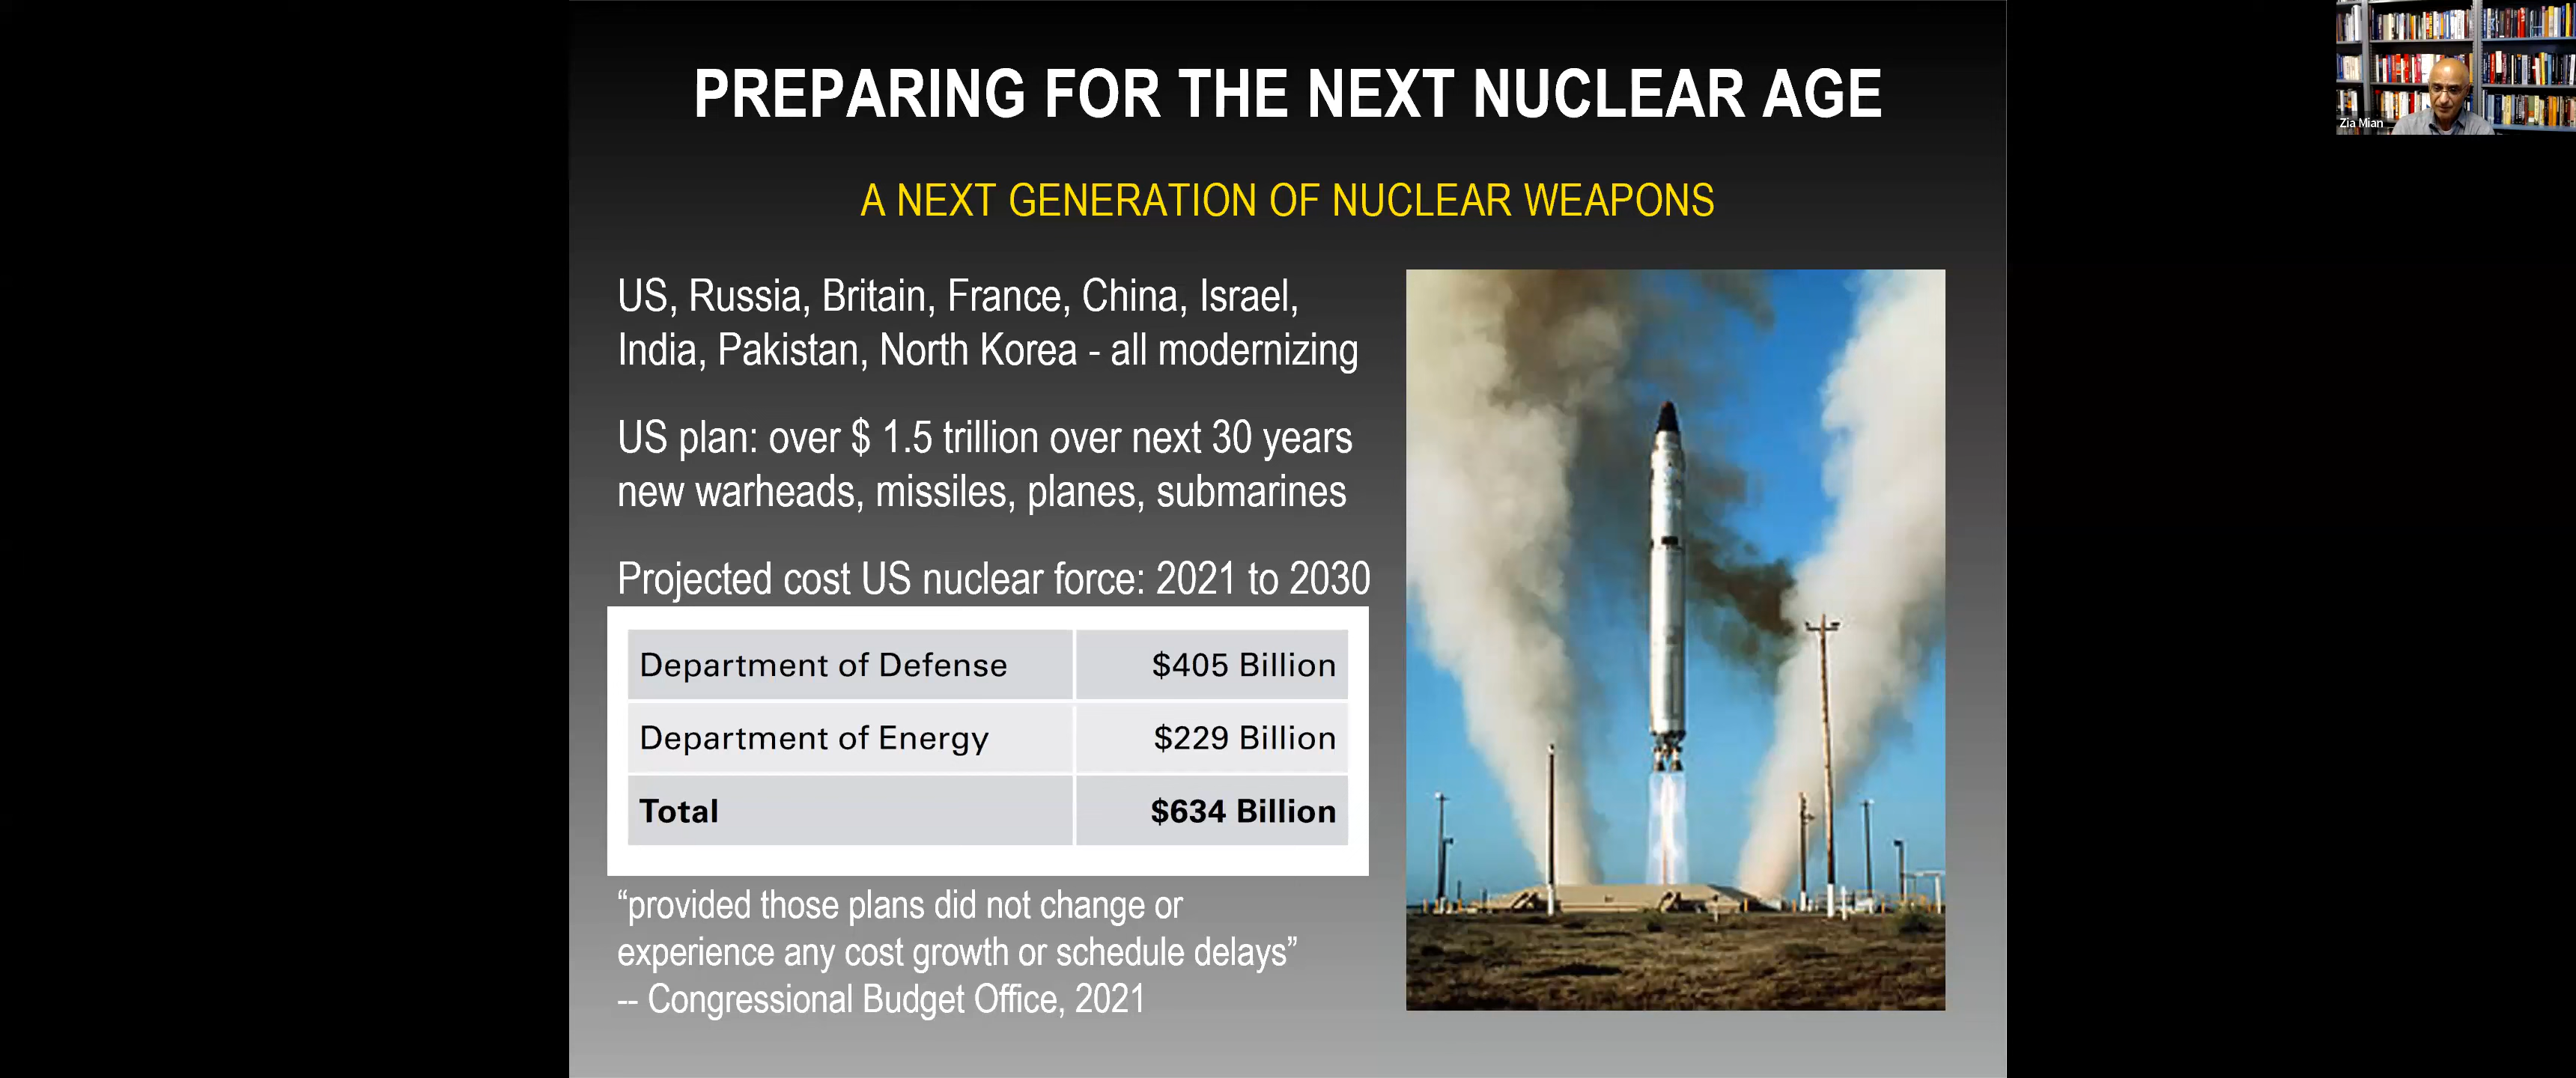 PREPARING FOR THE NEXT NUCLEAR AGE
A NEXT GENERATION OF NUCLEAR WEAPONS
US, Russia, Britain, France, China, Israel,
India, Pakistan, North Korea - all modernizing
US plan: over $ 1.5 trillion over next 30 years
new warheads, missiles, planes, submarines
Projected cost US nuclear force: 2021 to 2030
Department of Defense $405 Billion
Department of Energy $229 Billion
Total $634 Billion
“provided those plans did not change or
experience any cost growth or schedule delays”
-- Congressional Budget Office, 2021
Zia Mian